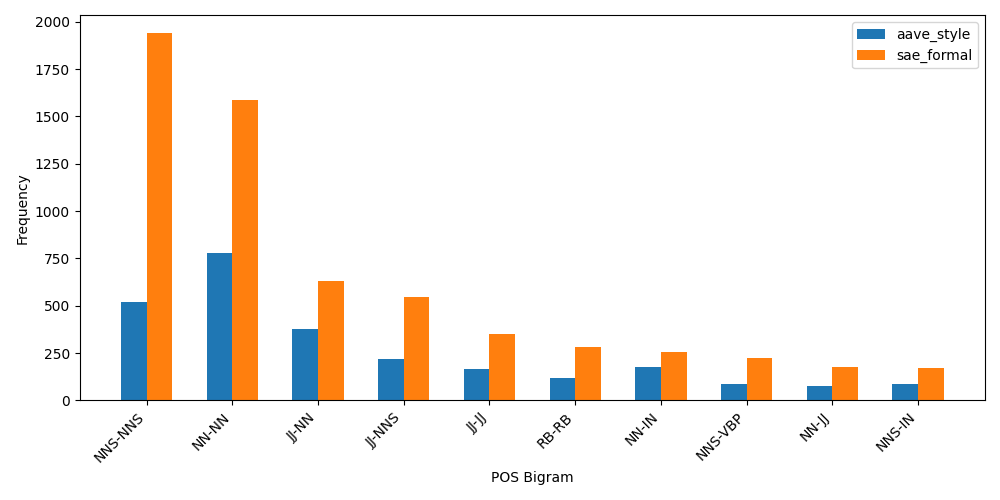 2000
1750
1500
1250
1000
750
500
250
0
Frequency
aave_style
sae_formal
NNS-NNS
NN-NN
JJ-NN
JJ-NNS
JJ-JJ
RB-RB
NN-IN
NNS-VBP
NN-JJ
NNS-IN
POS Bigram